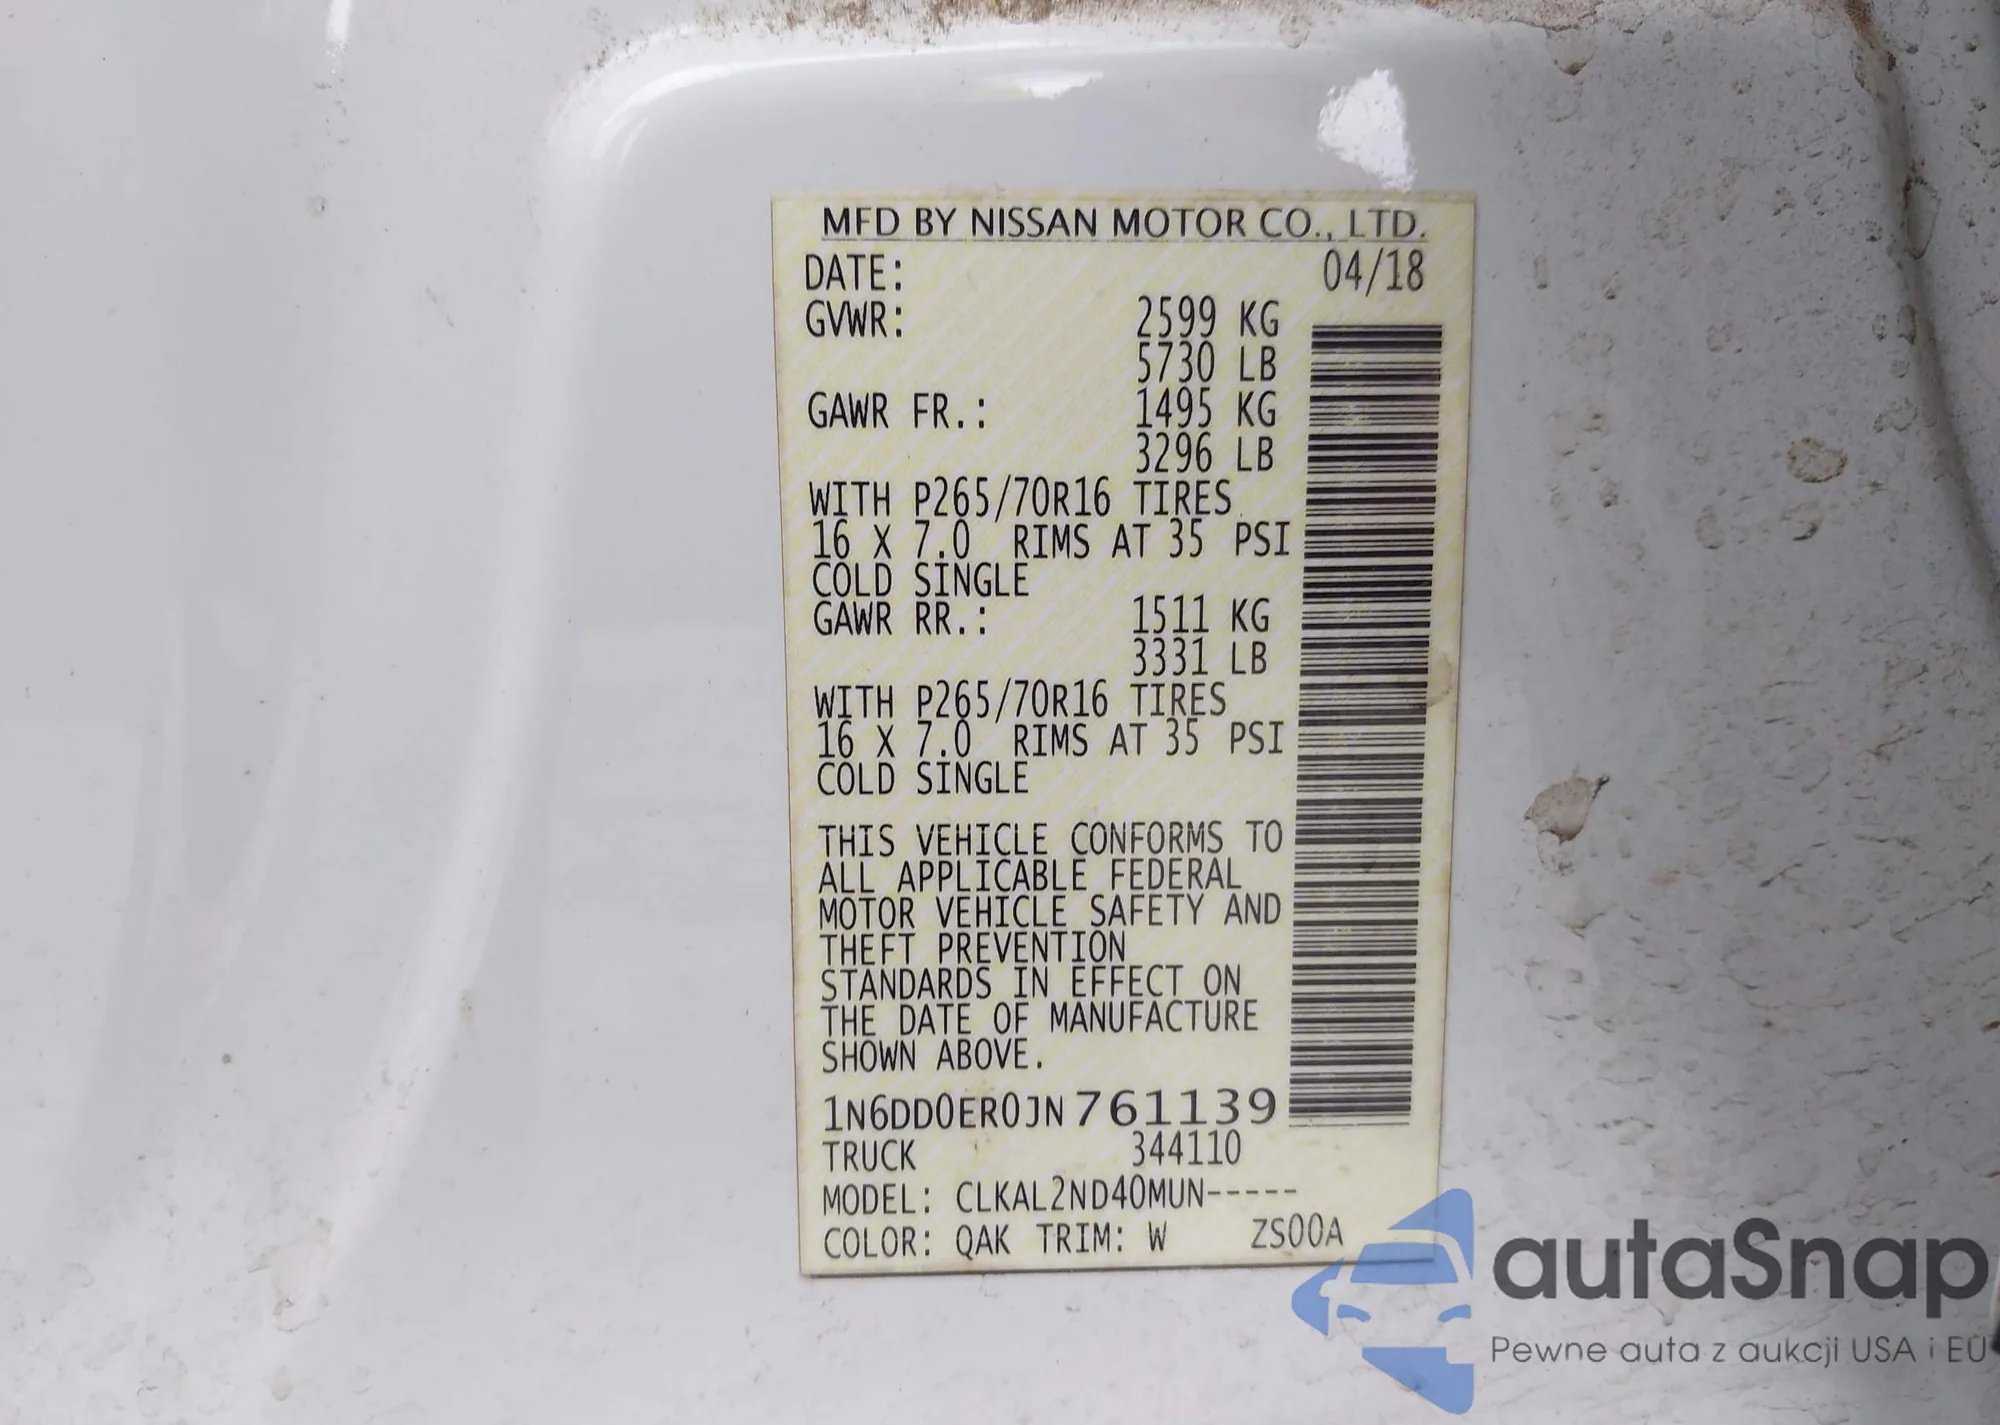 MFD BY NISSAN MOTOR CO., LTD.
DATE: 04/18
GVWR: 2599 KG
5730 LB
GAWR FR.: 1495 KG
3296 LB
WITH P265/70R16 TIRES
16 X 7.0 RIMS AT 35 PSI
COLD SINGLE
GAWR RR.: 1511 KG
3331 LB
WITH P265/70R16 TIRES
16 X 7.0 RIMS AT 35 PSI
COLD SINGLE
THIS VEHICLE CONFORMS TO
ALL APPLICABLE FEDERAL
MOTOR VEHICLE SAFETY AND
THEFT PREVENTION
STANDARDS IN EFFECT ON
THE DATE OF MANUFACTURE
SHOWN ABOVE.
1N6DD0ER0JN761139
TRUCK 344110
MODEL: CLKAL2ND40MUN-----
COLOR: QAK TRIM: W ZS00A
autaSnap
Pewne auta z aukcji USA i EU